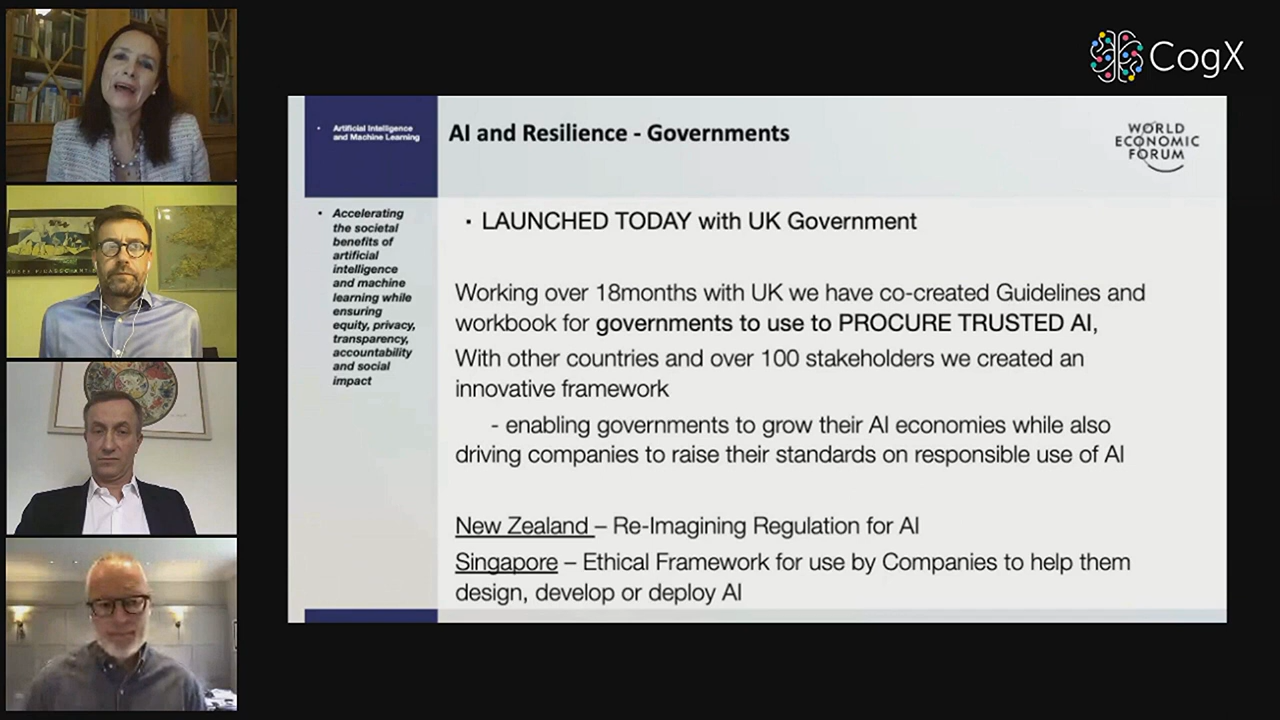 CogX
Artificial Intelligence
and Machine Learning
AI and Resilience - Governments
WORLD
ECONOMIC
FORUM
• Accelerating
the societal
benefits of
artificial
intelligence
and machine
learning while
ensuring
equity, privacy,
transparency,
accountability
and social
impact
· LAUNCHED TODAY with UK Government
Working over 18months with UK we have co-created Guidelines and
workbook for governments to use to PROCURE TRUSTED AI,
With other countries and over 100 stakeholders we created an
innovative framework
- enabling governments to grow their AI economies while also
driving companies to raise their standards on responsible use of AI
New Zealand – Re-Imagining Regulation for AI
Singapore – Ethical Framework for use by Companies to help them
design, develop or deploy AI